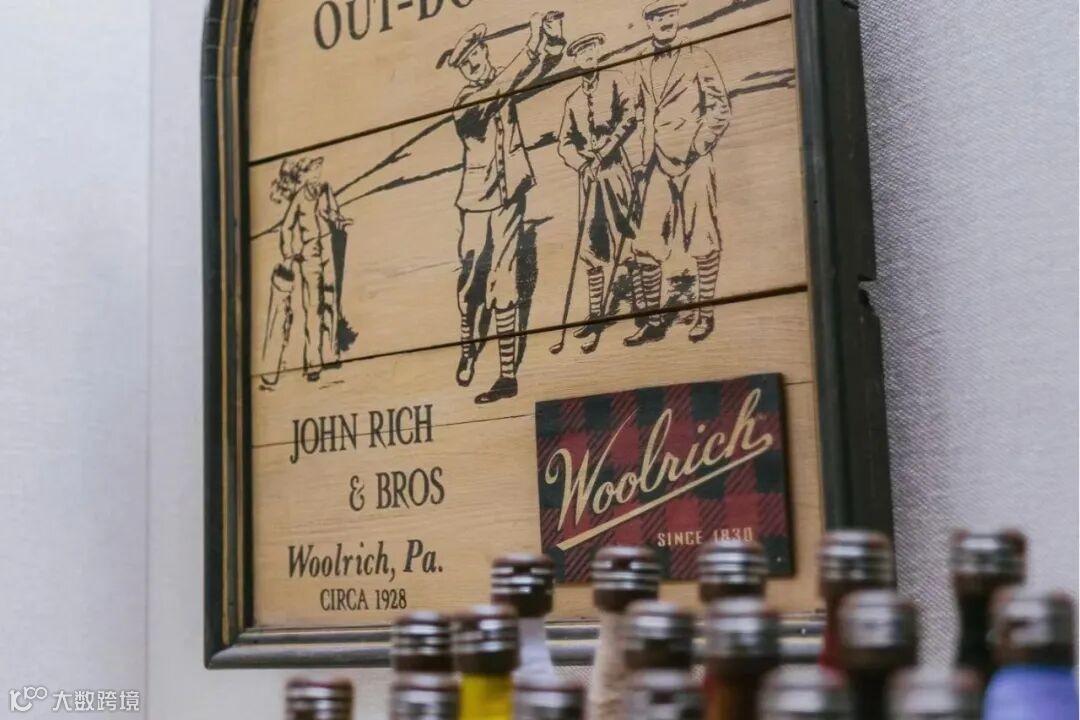 JOHN RICH
& BROS
Woolrich, Pa.
CIRCA 1928
Woolrich
SINCE 1830
大数跨境